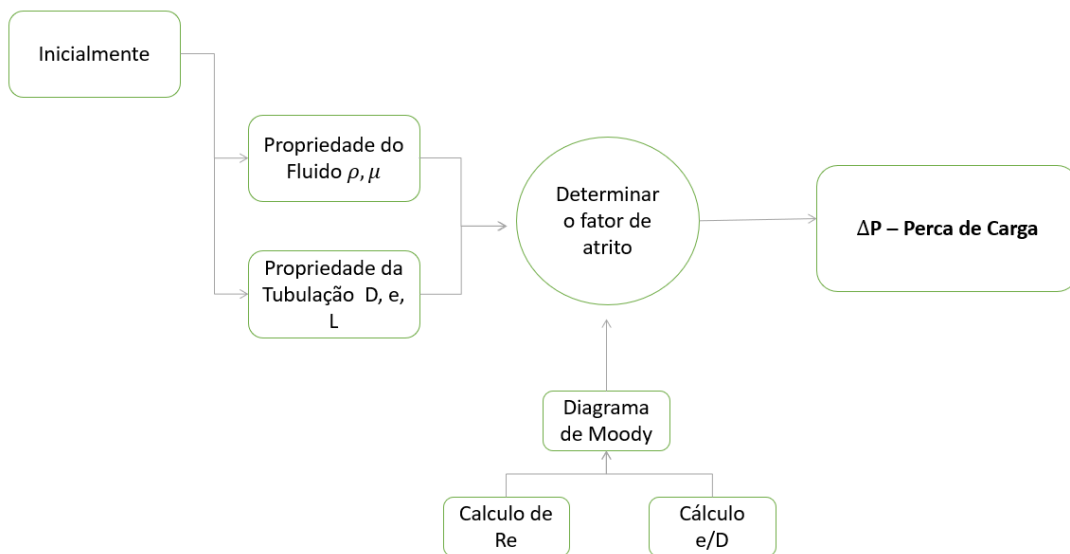 Inicialmente
Propriedade do
Fluido ρ, μ
Propriedade da
Tubulação D, e,
L
Determinar
o fator de
atrito
ΔP – Perca de Carga
Diagrama
de Moody
Calculo de
Re
Cálculo
e/D